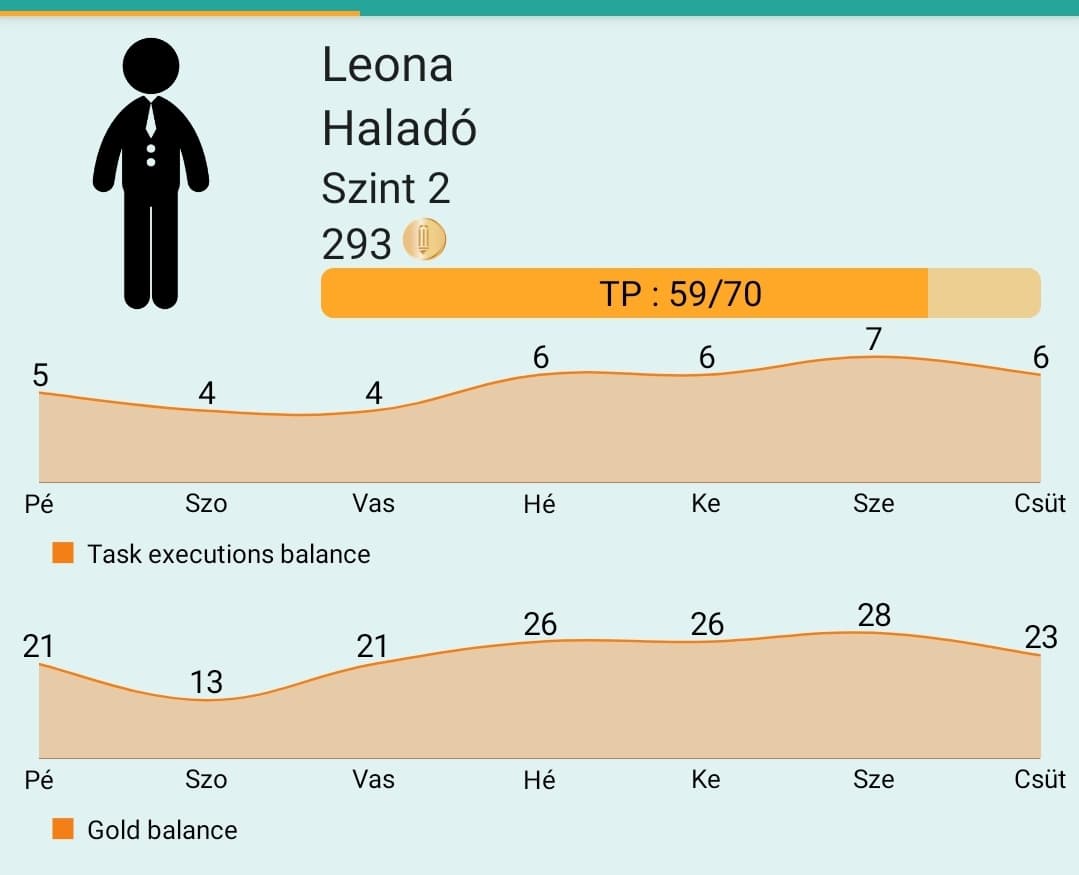 Leona
Haladó
Szint 2
293
TP : 59/70
5 4 4 6 6 7 6
Pé Szo Vas Hé Ke Sze Csüt
Task executions balance
21 13 21 26 26 28 23
Pé Szo Vas Hé Ke Sze Csüt
Gold balance